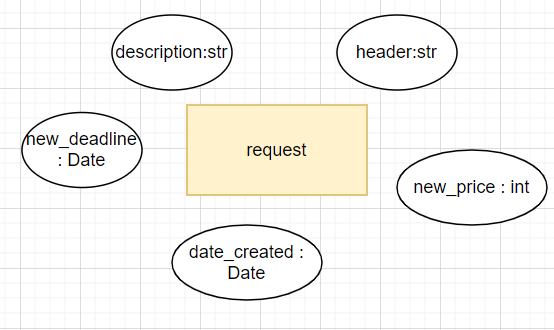 description:str
header:str
new_deadline
: Date
request
new_price : int
date_created :
Date